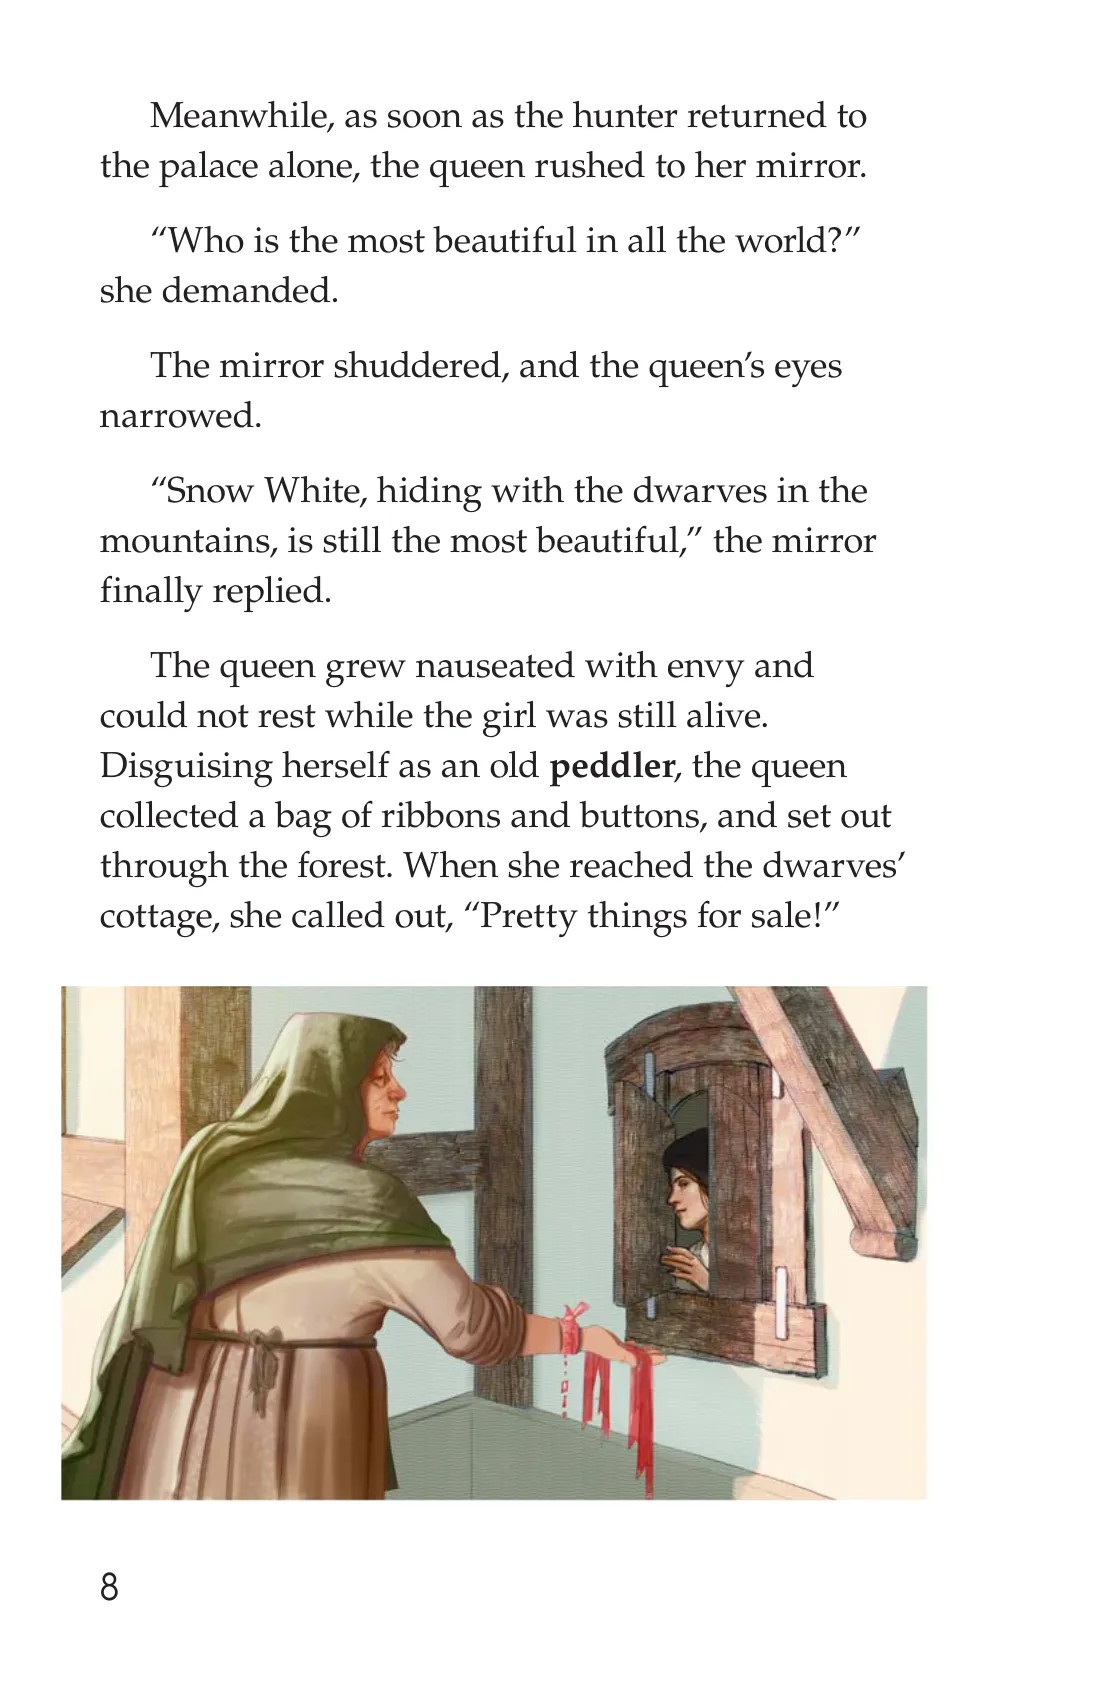 Meanwhile, as soon as the hunter returned to
the palace alone, the queen rushed to her mirror.
“Who is the most beautiful in all the world?”
she demanded.
The mirror shuddered, and the queen’s eyes
narrowed.
“Snow White, hiding with the dwarves in the
mountains, is still the most beautiful,” the mirror
finally replied.
The queen grew nauseated with envy and
could not rest while the girl was still alive.
Disguising herself as an old peddler, the queen
collected a bag of ribbons and buttons, and set out
through the forest. When she reached the dwarves’
cottage, she called out, “Pretty things for sale!”
8